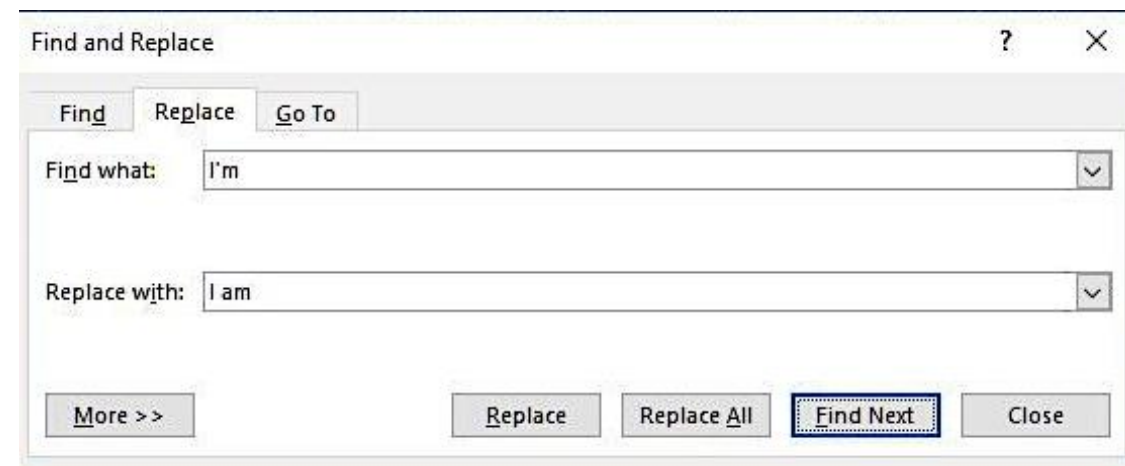 Find and Replace ?
Find Replace Go To
Find what: I'm
Replace with: I am
More >> Replace Replace All Find Next Close